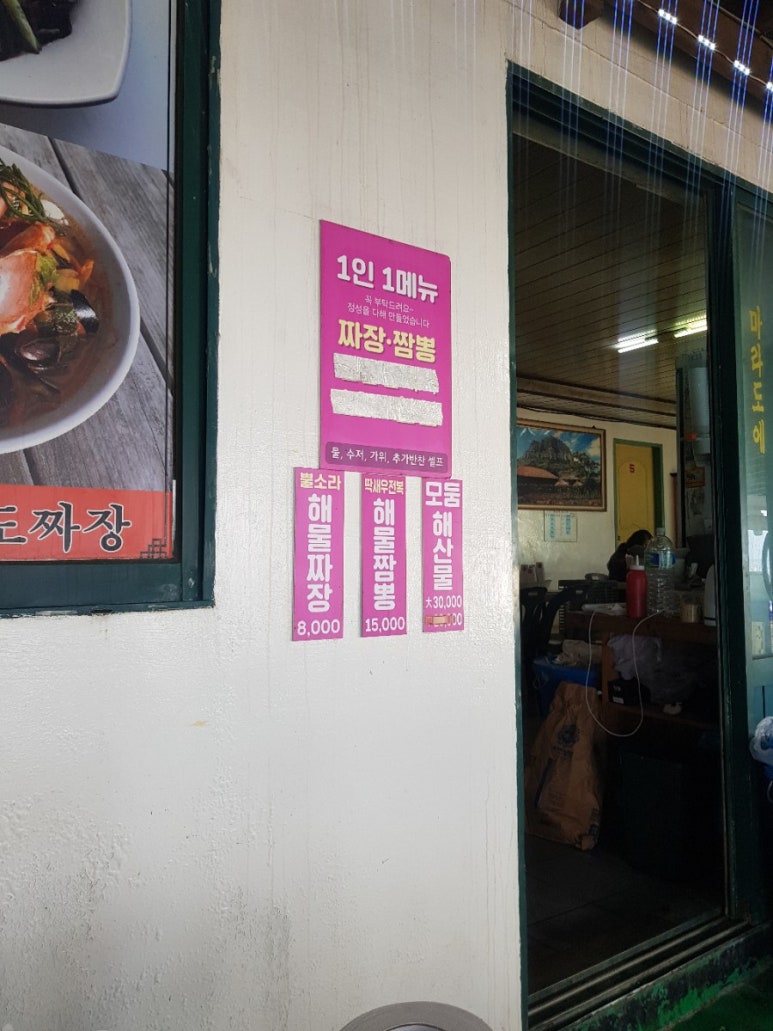 도짜장
1인 1메뉴
꼭 부탁드려요~
정성을 다해 만들었습니다
짜장·짬뽕
물, 수저, 가위, 추가반찬 셀프
뿔소라
해물짜장
8,000
딱새우전복
해물짬뽕
15,000
모둠
해산물
大30,000
마라도에
5